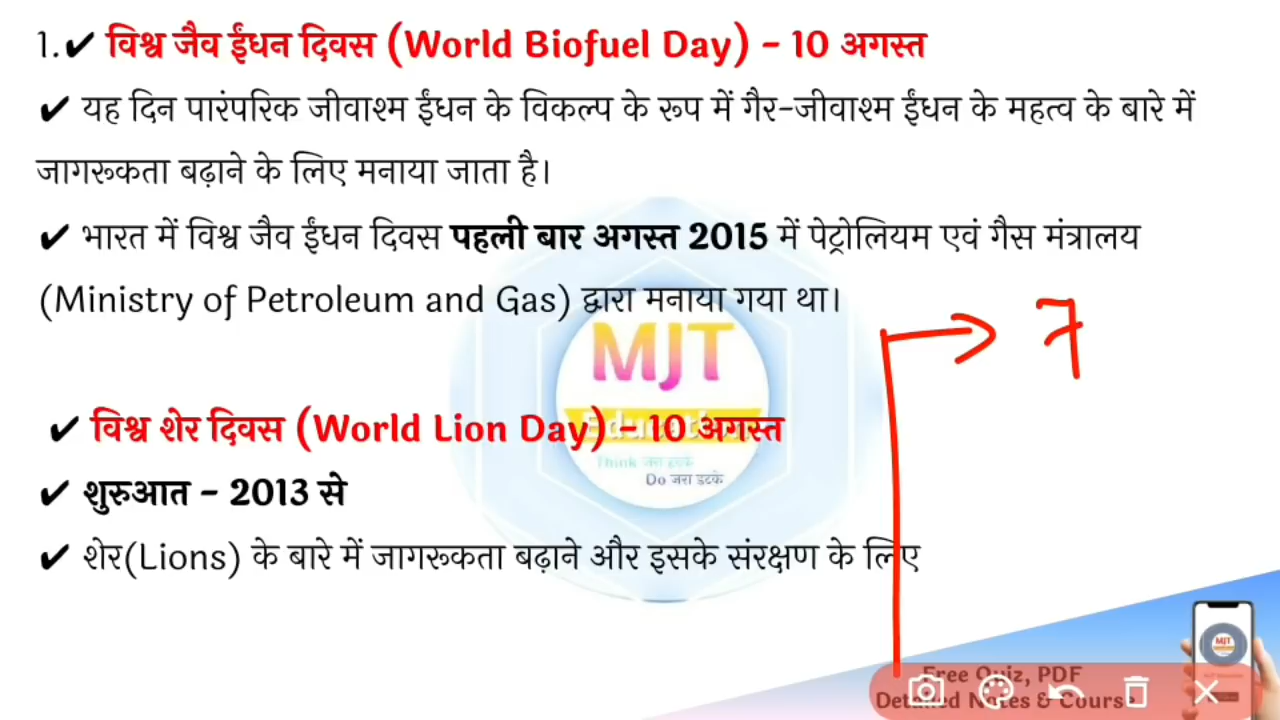 1.✔ विश्व जैव ईंधन दिवस (World Biofuel Day) - 10 अगस्त
✔ यह दिन पारंपरिक जीवाश्म ईंधन के विकल्प के रूप में गैर-जीवाश्म ईंधन के महत्व के बारे में
जागरूकता बढ़ाने के लिए मनाया जाता है।
✔ भारत में विश्व जैव ईंधन दिवस पहली बार अगस्त 2015 में पेट्रोलियम एवं गैस मंत्रालय
(Ministry of Petroleum and Gas) द्वारा मनाया गया था।
7
MJT
Education
✔ विश्व शेर दिवस (World Lion Day) - 10 अगस्त
Think जरा हटके
Do जरा डटके
✔ शुरुआत - 2013 से
✔ शेर(Lions) के बारे में जागरूकता बढ़ाने और इसके संरक्षण के लिए
MJT
Free Quiz, PDF
Detailed Notes & Course